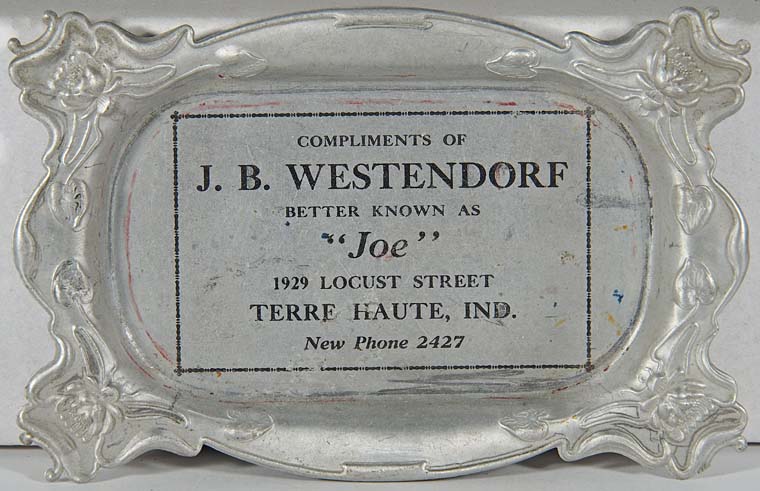 COMPLIMENTS OF
J. B. WESTENDORF
BETTER KNOWN AS
"Joe"
1929 LOCUST STREET
TERRE HAUTE, IND.
New Phone 2427